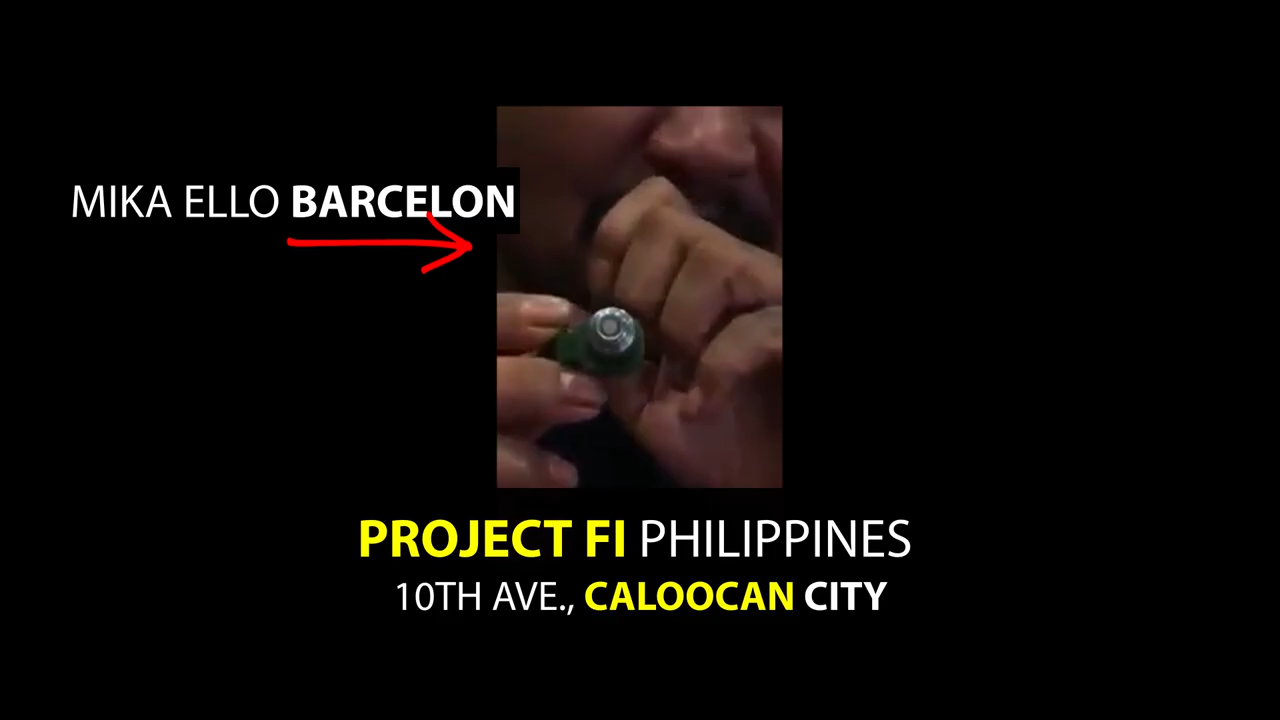 MIKA ELLO BARCELON
PROJECT FI PHILIPPINES
10TH AVE., CALOOCAN CITY